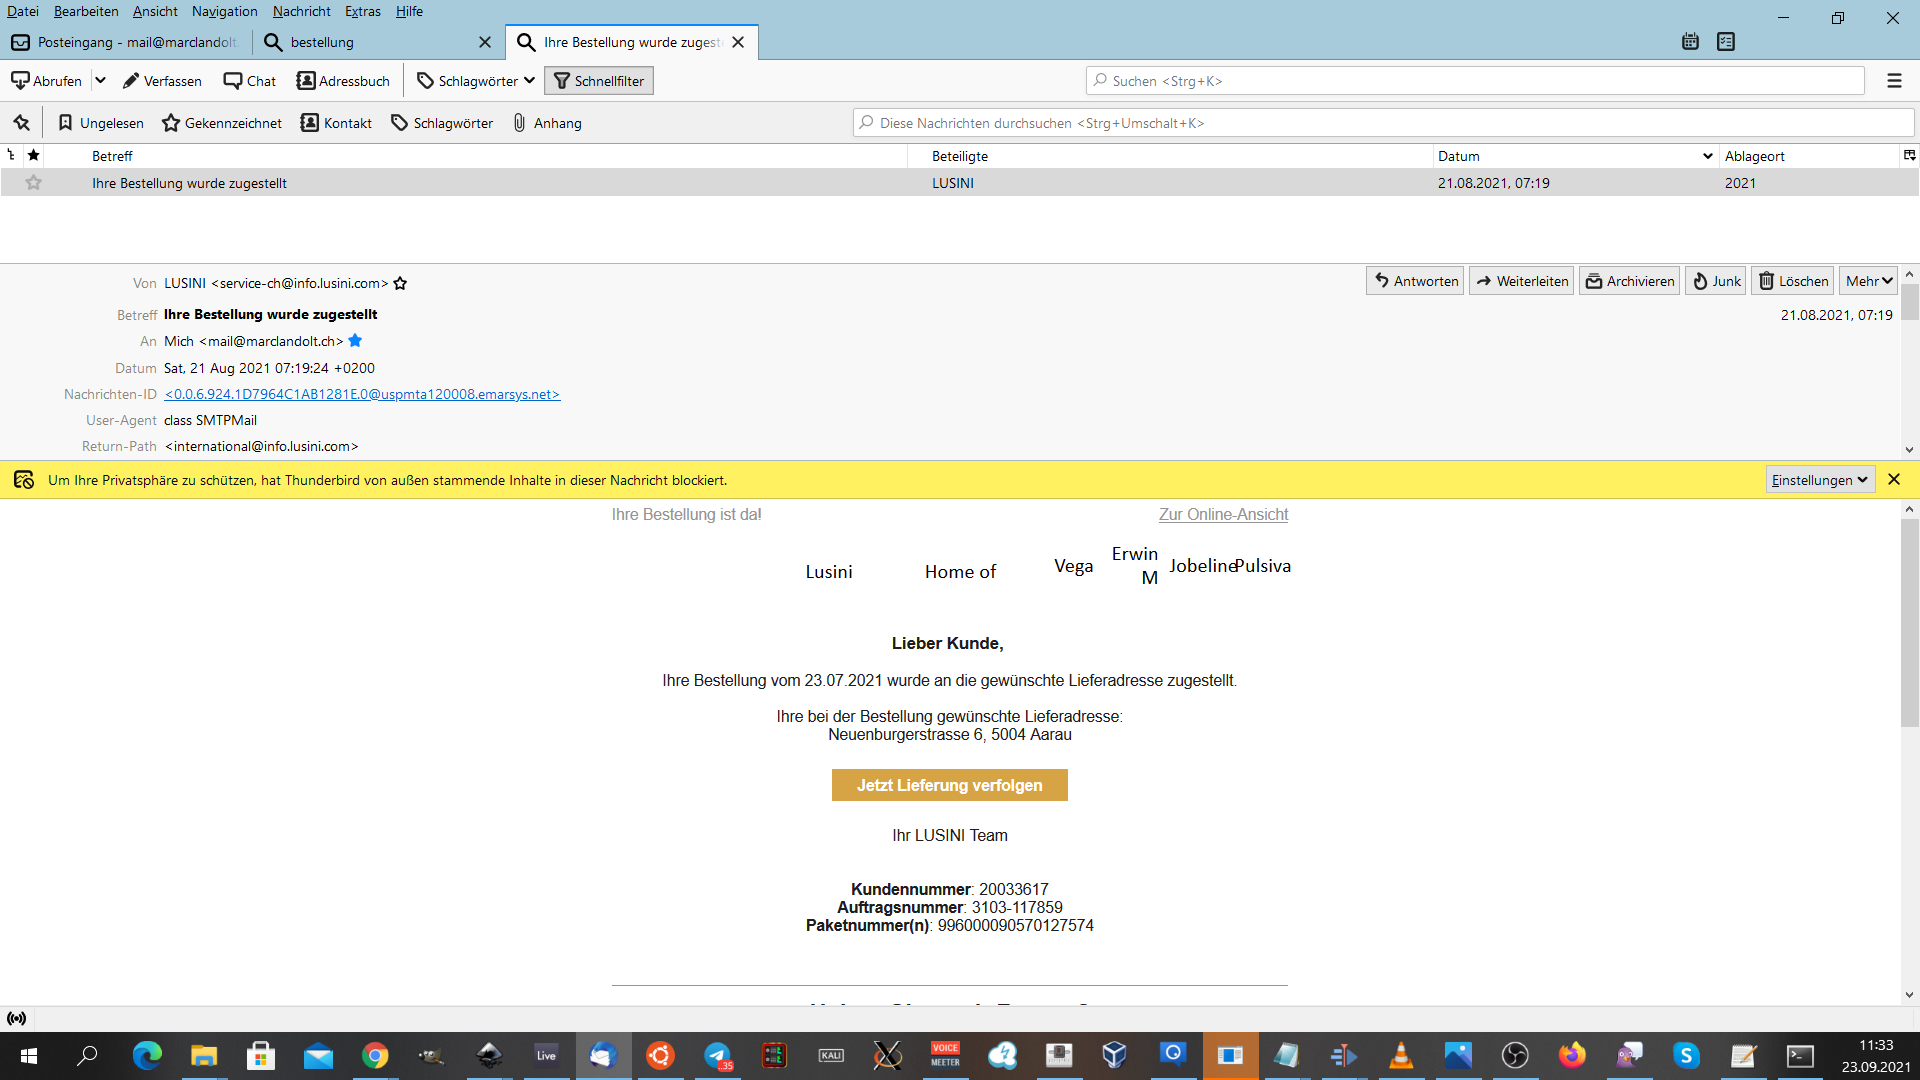 Datei Bearbeiten Ansicht Navigation Nachricht Extras Hilfe
Posteingang - mail@marclandolt. bestellung Ihre Bestellung wurde zugeste
Abrufen Verfassen Chat Adressbuch Schlagwörter Schnellfilter Suchen <Strg+K>
Ungelesen Gekennzeichnet Kontakt Schlagwörter Anhang Diese Nachrichten durchsuchen <Strg+Umschalt+K>
Betreff Beteiligte Datum Ablageort
Ihre Bestellung wurde zugestellt LUSINI 21.08.2021, 07:19 2021
Von LUSINI <service-ch@info.lusini.com> Antworten Weiterleiten Archivieren Junk Löschen Mehr
Betreff Ihre Bestellung wurde zugestellt 21.08.2021, 07:19
An Mich <mail@marclandolt.ch>
Datum Sat, 21 Aug 2021 07:19:24 +0200
Nachrichten-ID <0.0.6.924.1D7964C1AB1281E.0@uspmta120008.emarsys.net>
User-Agent class SMTPMail
Return-Path <international@info.lusini.com>
Um Ihre Privatsphäre zu schützen, hat Thunderbird von außen stammende Inhalte in dieser Nachricht blockiert. Einstellungen
Ihre Bestellung ist da! Zur Online-Ansicht
Lusini Home of Vega Erwin M Jobeline Pulsiva
Lieber Kunde,
Ihre Bestellung vom 23.07.2021 wurde an die gewünschte Lieferadresse zugestellt.
Ihre bei der Bestellung gewünschte Lieferadresse:
Neuenburgerstrasse 6, 5004 Aarau
Jetzt Lieferung verfolgen
Ihr LUSINI Team
Kundennummer: 20033617
Auftragsnummer: 3103-117859
Paketnummer(n): 996000090570127574
Live .35 KALI VOICE MEETER
11:33
23.09.2021